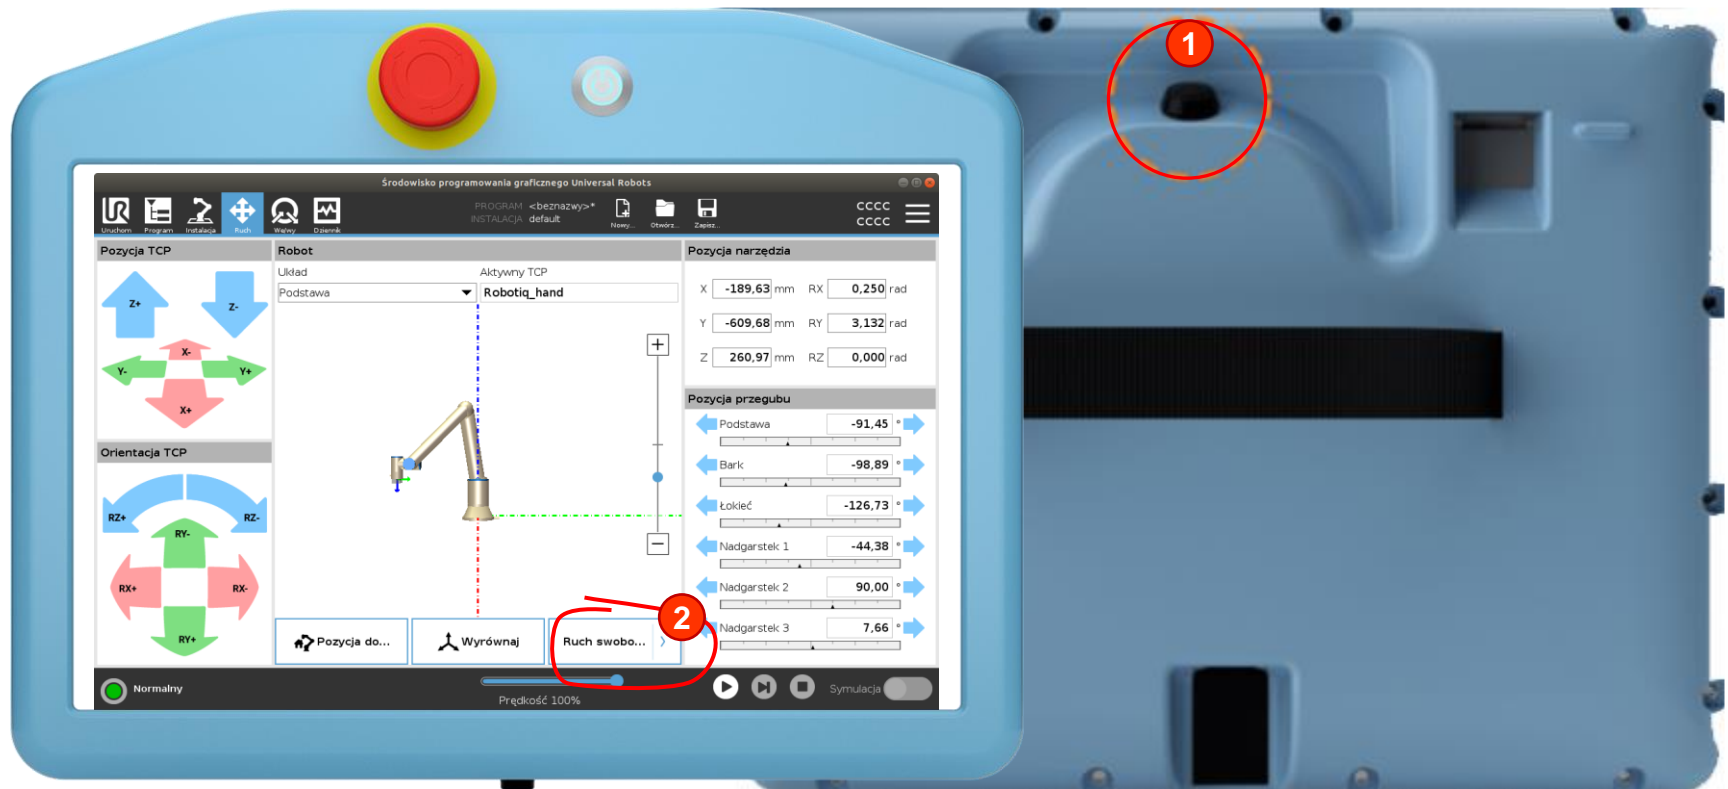 1
Środowisko programowania graficznego Universal Robots
UR
Uruchom Program Instalacja Ruch We/wy Dziennik
PROGRAM <beznazwy>*
INSTALACJA default
Nowy... Otwórz... Zapisz...
CCCC
CCCC
Pozycja TCP
Z+
Z-
X-
Y-
Y+
X+
Orientacja TCP
RZ+
RZ-
RY-
RX+
RX-
RY+
Robot
Układ
Aktywny TCP
Podstawa
Robotiq_hand
+
−
Pozycja do...
Wyrównaj
Ruch swobo...
2
Pozycja narzędzia
X -189,63 mm RX 0,250 rad
Y -609,68 mm RY 3,132 rad
Z 260,97 mm RZ 0,000 rad
Pozycja przegubu
Podstawa -91,45 °
Bark -98,89 °
Łokieć -126,73 °
Nadgarstek 1 -44,38 °
Nadgarstek 2 90,00 °
Nadgarstek 3 7,66 °
Normalny
Prędkość 100%
Symulacja